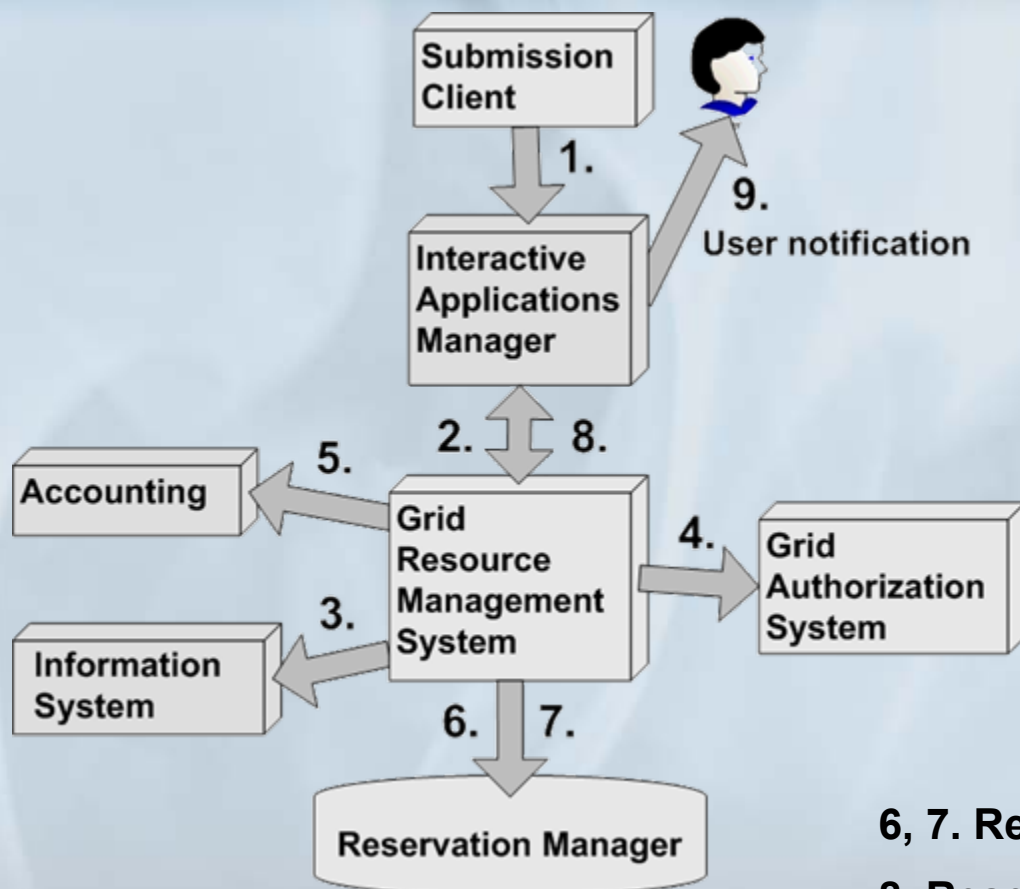 Submission
Client
1.
9.
User notification
Interactive
Applications
Manager
2.
8.
5.
Accounting
Grid
Resource
Management
System
4.
Grid
Authorization
System
3.
Information
System
6.
7.
Reservation Manager
6, 7.